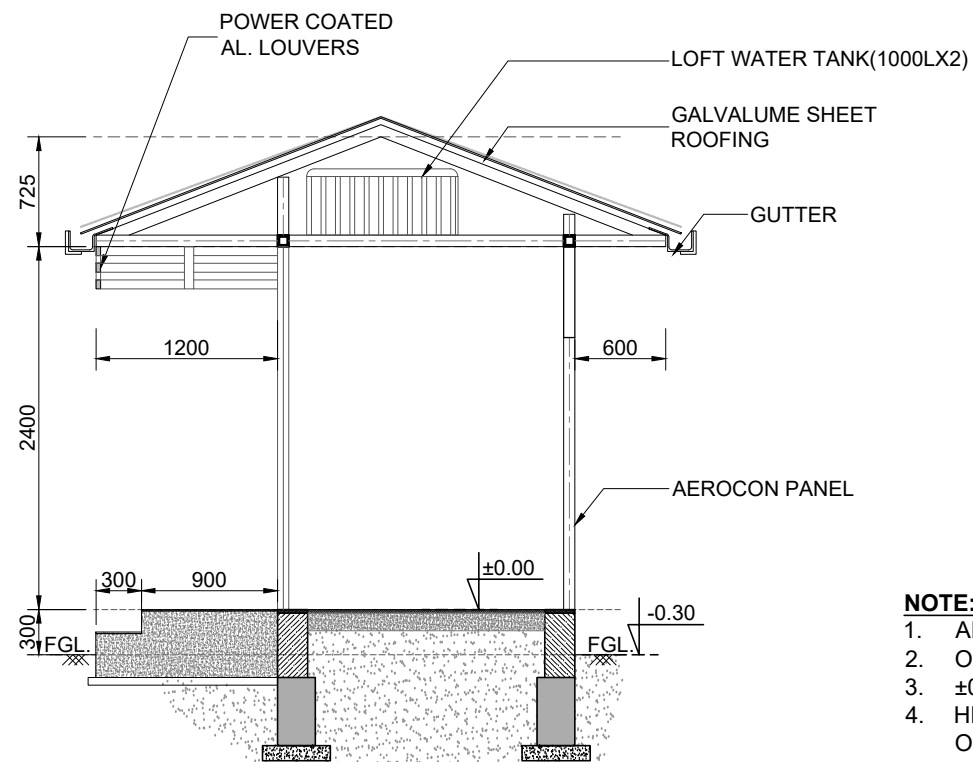 POWER COATED
AL. LOUVERS
LOFT WATER TANK(1000LX2)
GALVALUME SHEET
ROOFING
725
GUTTER
1200
600
2400
AEROCON PANEL
300
900
±0.00
-0.30
300
FGL.
FGL.
NOTE:
1.
2.
3. ±0
4.